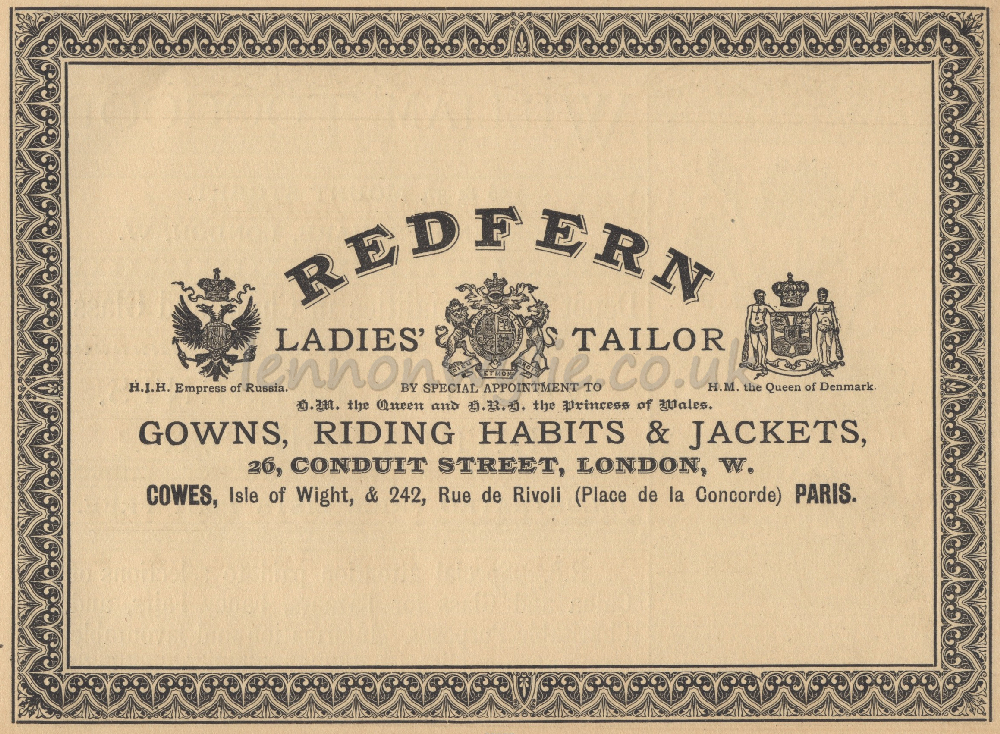 REDFERN
LADIES' TAILOR
H.I.H. Empress of Russia. BY SPECIAL APPOINTMENT TO H.M. the Queen of Denmark.
H.M. the Queen and H.R.H. the Princess of Wales.
GOWNS, RIDING HABITS & JACKETS,
26, CONDUIT STREET, LONDON, W.
COWES, Isle of Wight, & 242, Rue de Rivoli (Place de la Concorde) PARIS.